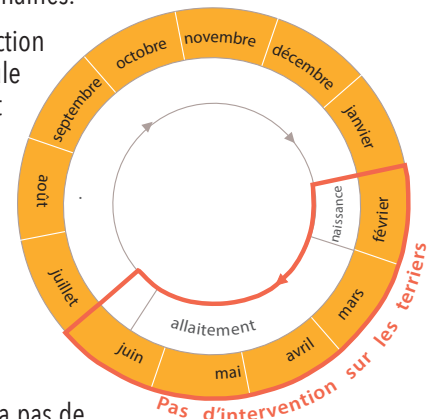 ction
le
t
novembre
décembre
janvier
février
mars
avril
mai
juin
juillet
août
septembre
octobre
naissance
allaitement
Pas d'intervention sur les terriers
a pas de